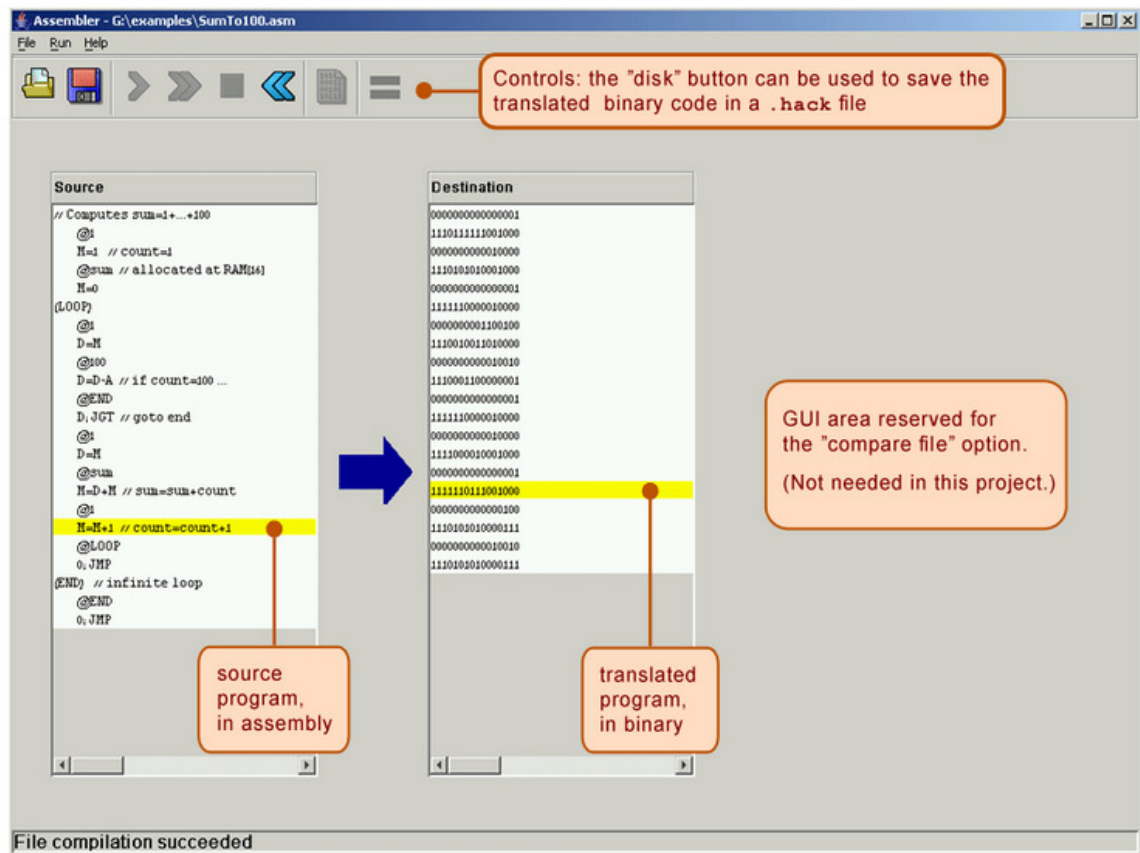 Assembler - G:\examples\SumTo100.asm
File Run Help
Controls: the "disk" button can be used to save the
translated binary code in a .hack file
Source
// Computes sum=1+...+100
@1
M=1 // count=1
@sum // allocated at RAM[16]
M=0
(LOOP)
@1
D=M
@100
D=D-A // if count=100 ...
@END
D;JGT // goto end
@1
D=M
@sum
M=D+M // sum=sum+count
@1
M=M+1 // count=count+1
@LOOP
0;JMP
(END) // infinite loop
@END
0;JMP
source
program,
in assembly
Destination
0000000000000001
1110111111001000
0000000000010000
1110101010001000
0000000000000001
1111110000010000
0000000001100100
1110010011010000
0000000000010010
1110001100000001
0000000000000001
1111110000010000
0000000000010000
1111000010001000
0000000000000001
1111110111001000
0000000000000100
1110101010000111
0000000000010010
1110101010000111
translated
program,
in binary
GUI area reserved for
the "compare file" option.
(Not needed in this project.)
File compilation succeeded